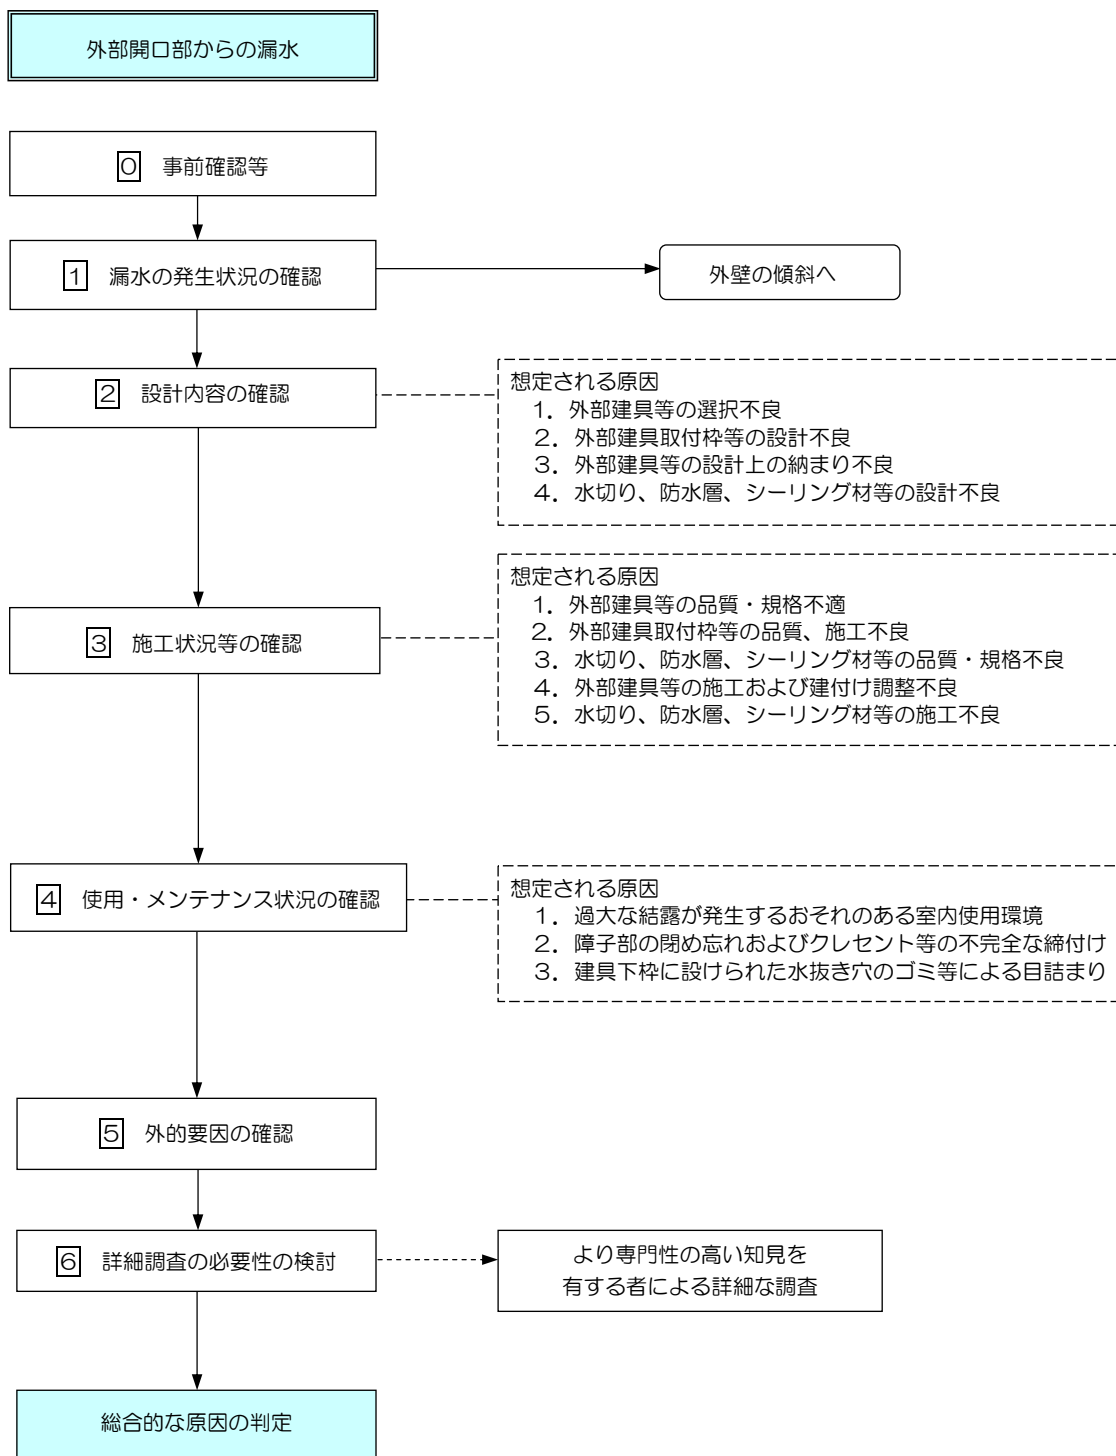 外部開口部からの漏水
0 事前確認等
1 漏水の発生状況の確認
外壁の傾斜へ
2 設計内容の確認
想定される原因
1．外部建具等の選択不良
2．外部建具取付枠等の設計不良
3．外部建具等の設計上の納まり不良
4．水切り、防水層、シーリング材等の設計不良
3 施工状況等の確認
想定される原因
1．外部建具等の品質・規格不適
2．外部建具取付枠等の品質、施工不良
3．水切り、防水層、シーリング材等の品質・規格不良
4．外部建具等の施工および建付け調整不良
5．水切り、防水層、シーリング材等の施工不良
4 使用・メンテナンス状況の確認
想定される原因
1．過大な結露が発生するおそれのある室内使用環境
2．障子部の閉め忘れおよびクレセント等の不完全な締付け
3．建具下枠に設けられた水抜き穴のゴミ等による目詰まり
5 外的要因の確認
6 詳細調査の必要性の検討
より専門性の高い知見を
有する者による詳細な調査
総合的な原因の判定